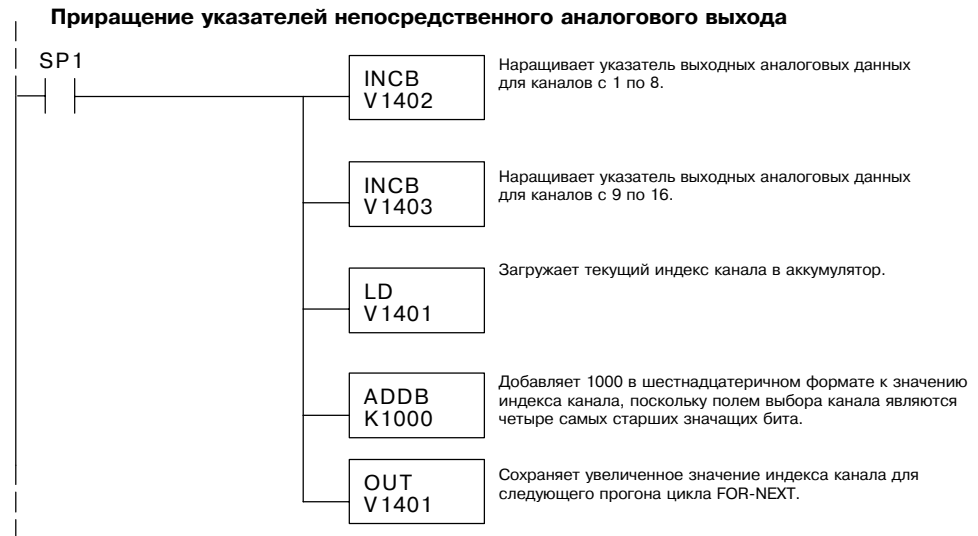 Приращение указателей непосредственного аналогового выхода
SP1
INCB
V1402
Наращивает указатель выходных аналоговых данных
для каналов с 1 по 8.
INCB
V1403
Наращивает указатель выходных аналоговых данных
для каналов с 9 по 16.
LD
V1401
Загружает текущий индекс канала в аккумулятор.
ADDB
K1000
Добавляет 1000 в шестнадцатеричном формате к значению
индекса канала, поскольку полем выбора канала являются
четыре самых старших значащих бита.
OUT
V1401
Сохраняет увеличенное значение индекса канала для
следующего прогона цикла FOR-NEXT.